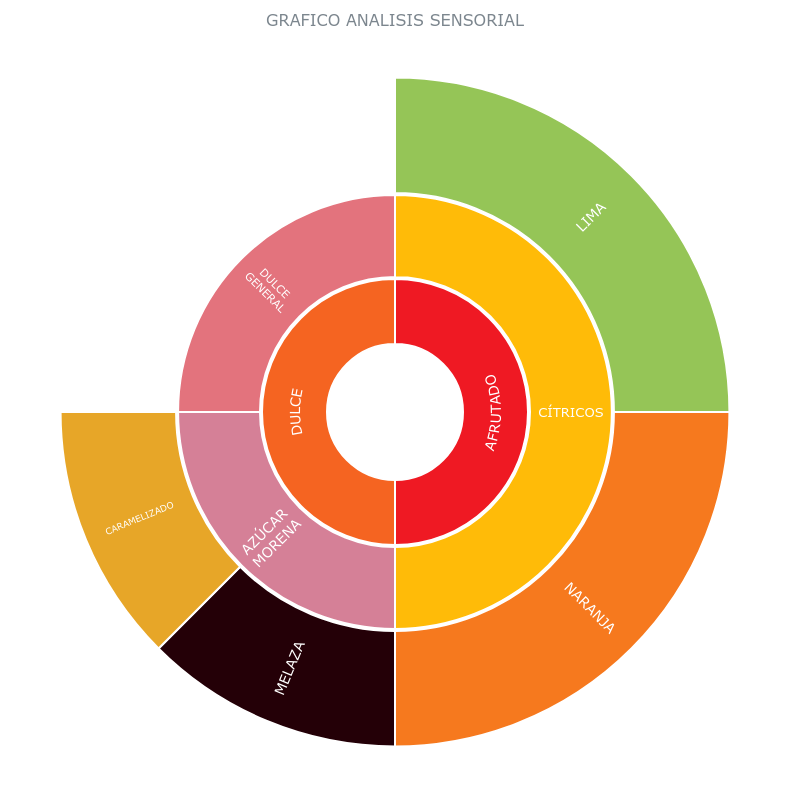 GRAFICO ANALISIS SENSORIAL
LIMA
DULCE
GENERAL
DULCE
AFRUTADO
CÍTRICOS
CARAMELIZADO
AZÚCAR
MORENA
NARANJA
MELAZA